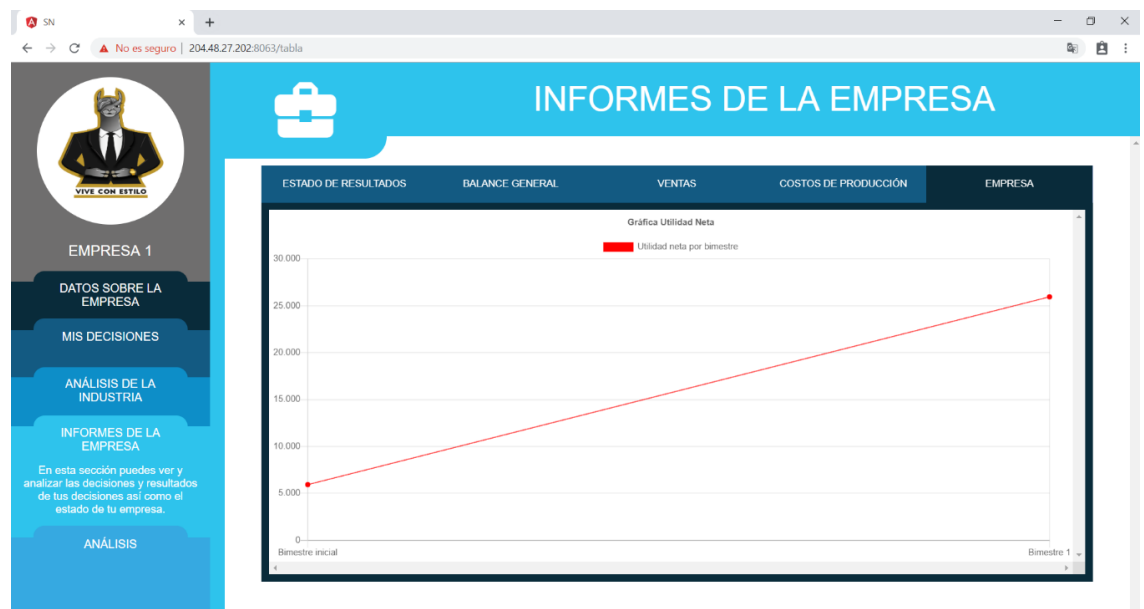 SN
No es seguro | 204.48.27.202:8063/tabla
VIVE CON ESTILO
EMPRESA 1
DATOS SOBRE LA
EMPRESA
MIS DECISIONES
ANÁLISIS DE LA
INDUSTRIA
INFORMES DE LA
EMPRESA
En esta sección puedes ver y
analizar las decisiones y resultados
de tus decisiones así como el
estado de tu empresa.
ANÁLISIS
INFORMES DE LA EMPRESA
ESTADO DE RESULTADOS BALANCE GENERAL VENTAS COSTOS DE PRODUCCIÓN EMPRESA
Gráfica Utilidad Neta
Utilidad neta por bimestre
30.000
25.000
20.000
15.000
10.000
5.000
0
Bimestre inicial Bimestre 1